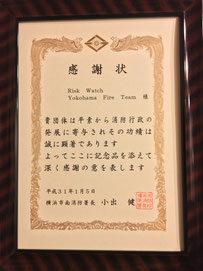 感謝状
Risk Watch
Yokohama Fire Team 様
貴団体は平素から消防行政の
発展に寄与されその功績は
誠に顕著であります
よってここに記念品を添えて
深く感謝の意を表します
平成31年1月5日
横浜市南消防署長 小出 健